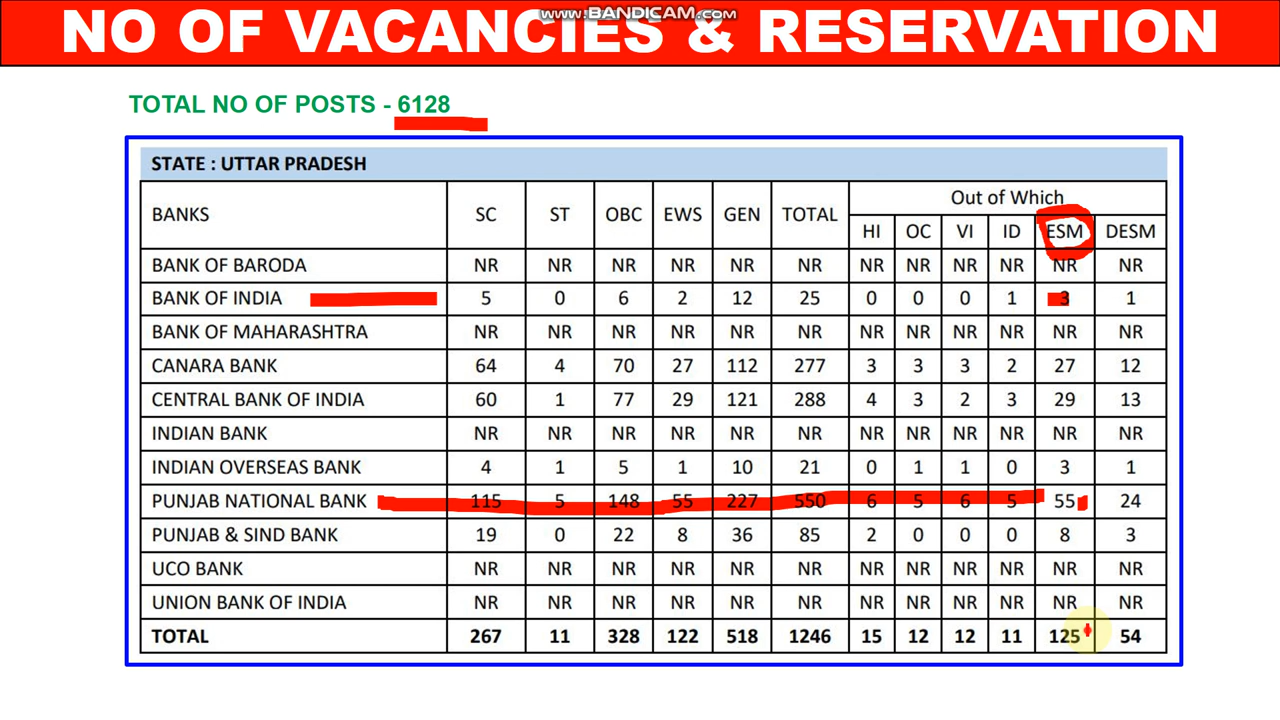 www.BANDICAM.com
NO OF VACANCIES & RESERVATION
TOTAL NO OF POSTS - 6128
STATE : UTTAR PRADESH
BANKS SC ST OBC EWS GEN TOTAL Out of Which
HI OC VI ID ESM DESM
BANK OF BARODA NR NR NR NR NR NR NR NR NR NR NR NR
BANK OF INDIA 5 0 6 2 12 25 0 0 0 1 3 1
BANK OF MAHARASHTRA NR NR NR NR NR NR NR NR NR NR NR NR
CANARA BANK 64 4 70 27 112 277 3 3 3 2 27 12
CENTRAL BANK OF INDIA 60 1 77 29 121 288 4 3 2 3 29 13
INDIAN BANK NR NR NR NR NR NR NR NR NR NR NR NR
INDIAN OVERSEAS BANK 4 1 5 1 10 21 0 1 1 0 3 1
PUNJAB NATIONAL BANK 115 5 148 55 227 550 6 5 6 5 55 24
PUNJAB & SIND BANK 19 0 22 8 36 85 2 0 0 0 8 3
UCO BANK NR NR NR NR NR NR NR NR NR NR NR NR
UNION BANK OF INDIA NR NR NR NR NR NR NR NR NR NR NR NR
TOTAL 267 11 328 122 518 1246 15 12 12 11 125 54